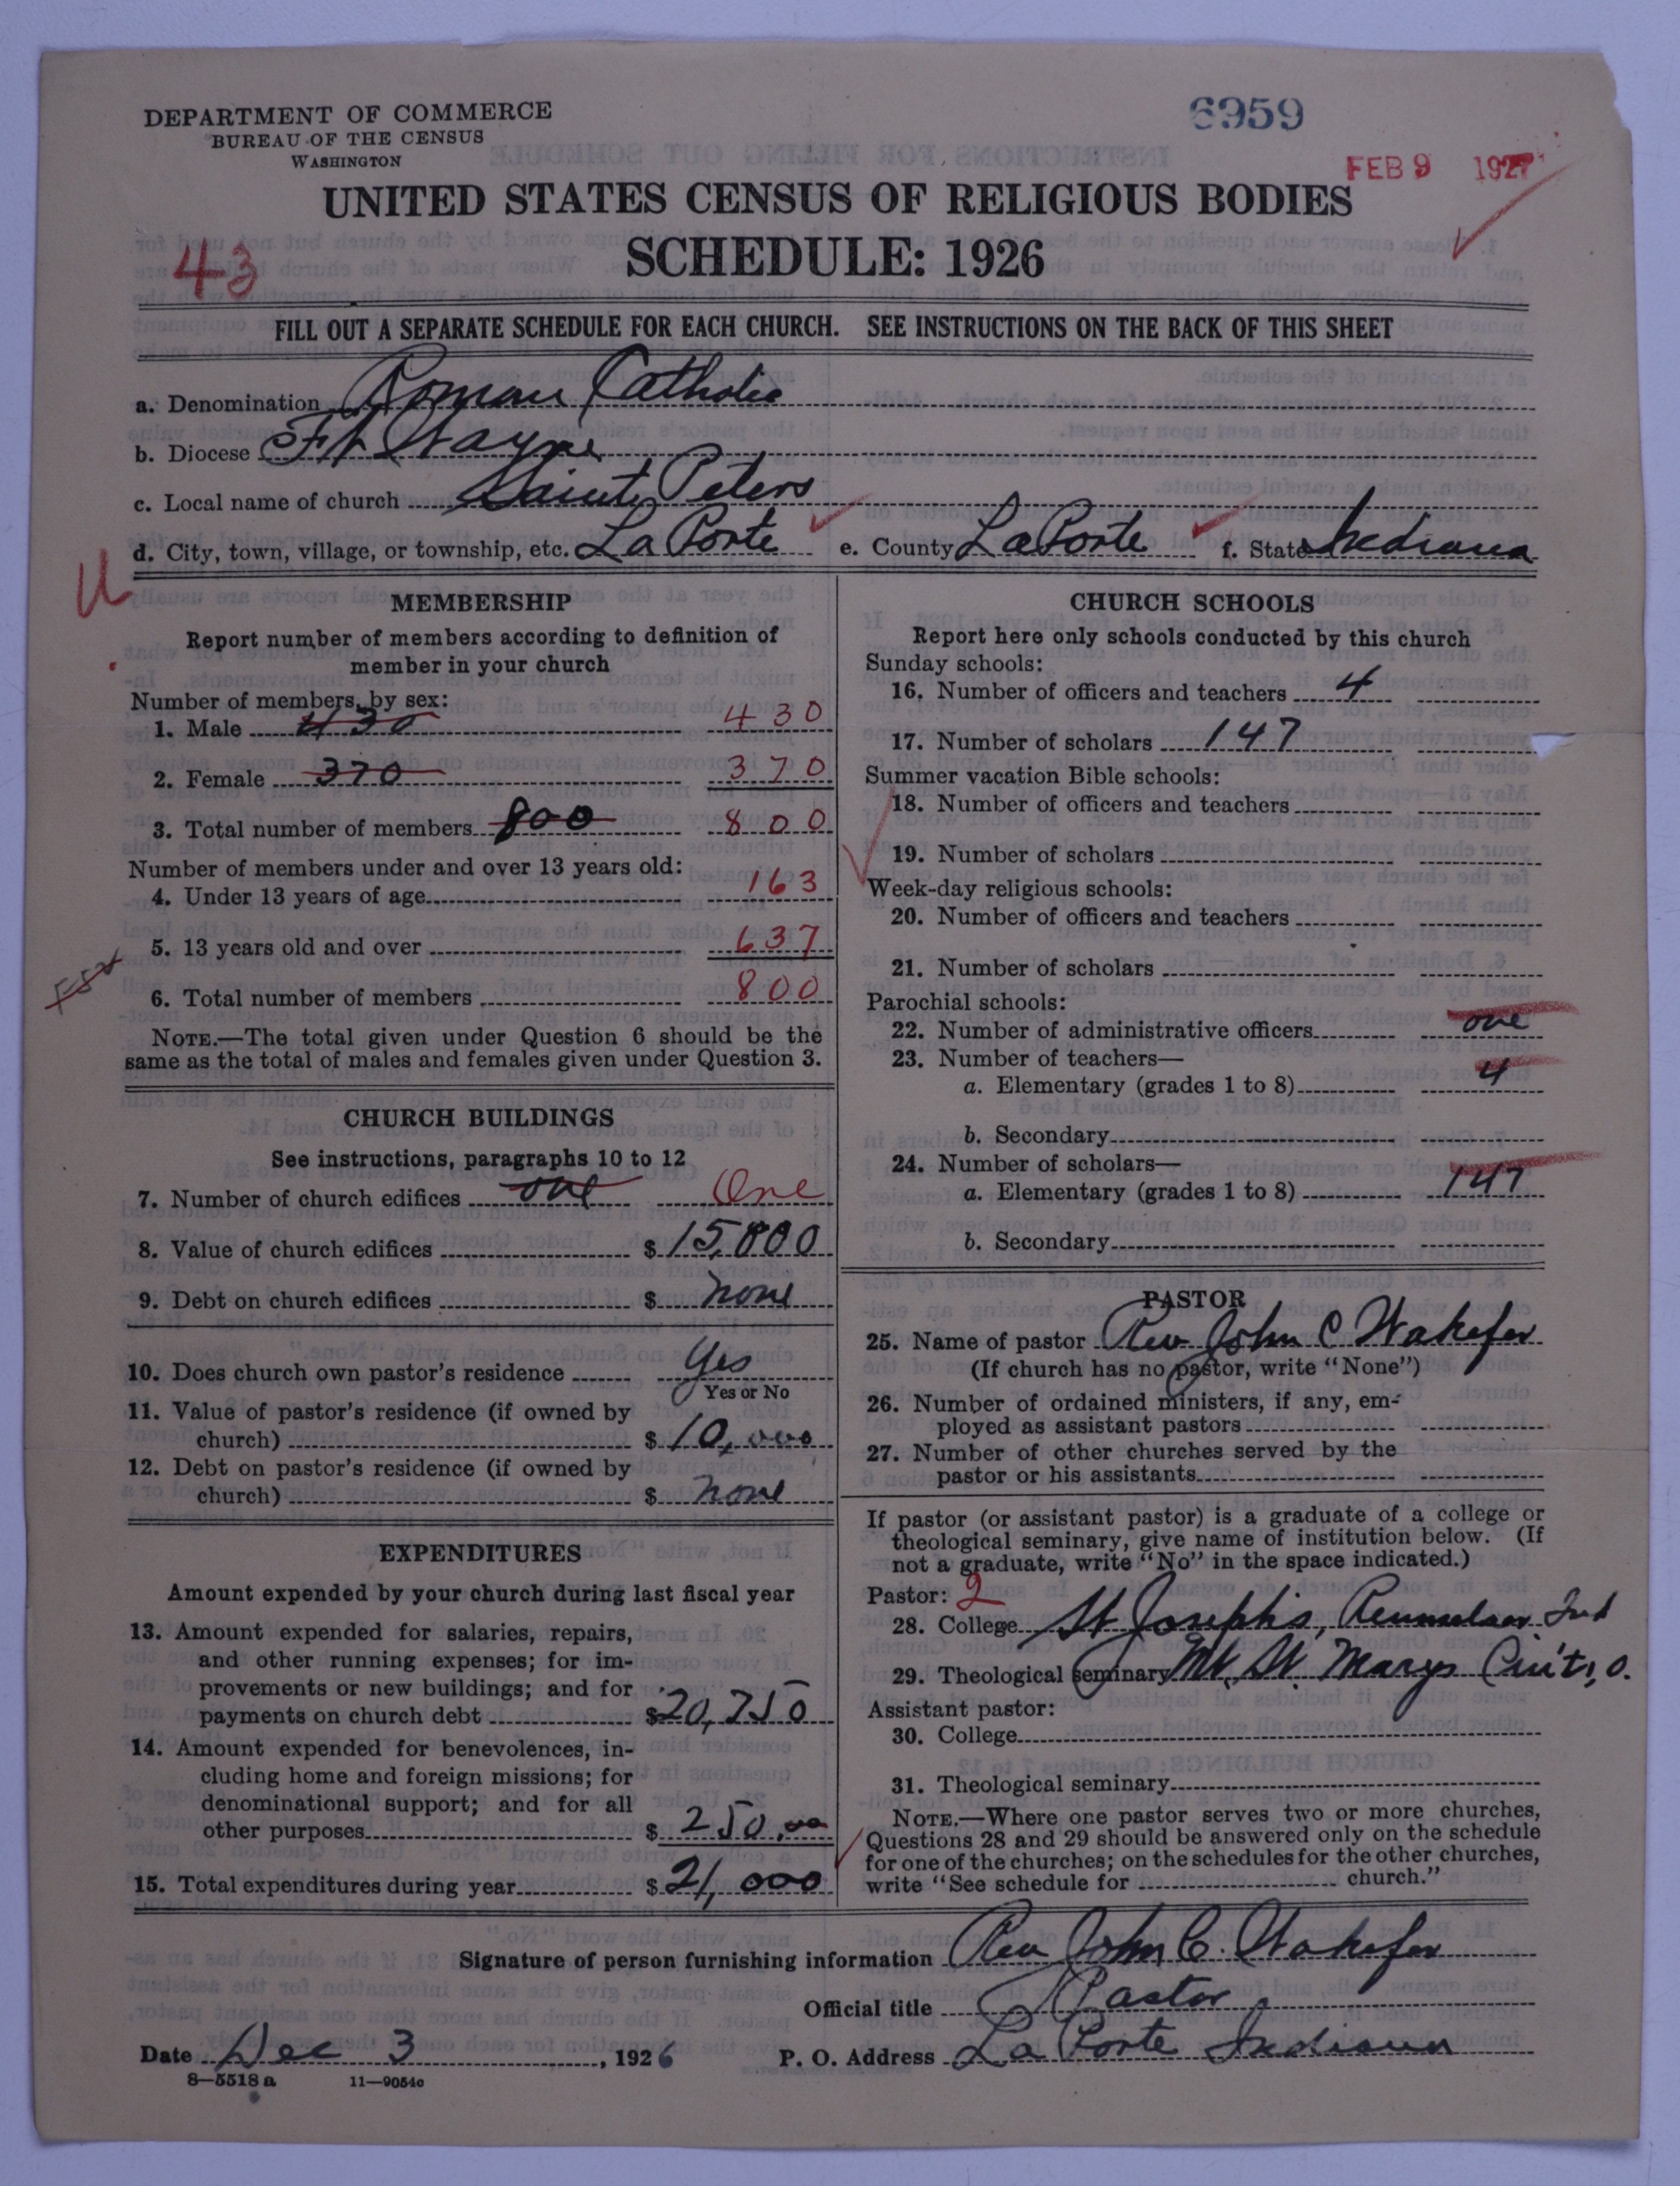 DEPARTMENT OF COMMERCE
BUREAU OF THE CENSUS
WASHINGTON
6959
FEB 9 1927
UNITED STATES CENSUS OF RELIGIOUS BODIES
SCHEDULE: 1926
43
FILL OUT A SEPARATE SCHEDULE FOR EACH CHURCH. SEE INSTRUCTIONS ON THE BACK OF THIS SHEET
a. Denomination Roman Catholic
b. Diocese Ft Wayne
c. Local name of church Saint Peters
d. City, town, village, or township, etc. La Porte e. County La Porte f. State Indiana
U
MEMBERSHIP
Report number of members according to definition of
member in your church
Number of members, by sex:
1. Male 430 430
2. Female 370 370
3. Total number of members 800 800
Number of members under and over 13 years old:
4. Under 13 years of age 163
5. 13 years old and over 637
6. Total number of members 800
NOTE.—The total given under Question 6 should be the
same as the total of males and females given under Question 3.
CHURCH BUILDINGS
See instructions, paragraphs 10 to 12
7. Number of church edifices one One
8. Value of church edifices $ 15,800
9. Debt on church edifices $ none
10. Does church own pastor's residence Yes
Yes or No
11. Value of pastor's residence (if owned by
church) $ 10,000
12. Debt on pastor's residence (if owned by
church) $ none
EXPENDITURES
Amount expended by your church during last fiscal year
13. Amount expended for salaries, repairs,
and other running expenses; for im-
provements or new buildings; and for
payments on church debt $ 20,750
14. Amount expended for benevolences, in-
cluding home and foreign missions; for
denominational support; and for all
other purposes $ 250.00
15. Total expenditures during year $ 21,000
CHURCH SCHOOLS
Report here only schools conducted by this church
Sunday schools:
16. Number of officers and teachers 4
17. Number of scholars 147
Summer vacation Bible schools:
18. Number of officers and teachers
19. Number of scholars
Week-day religious schools:
20. Number of officers and teachers
21. Number of scholars
Parochial schools:
22. Number of administrative officers one
23. Number of teachers—
a. Elementary (grades 1 to 8) 4
b. Secondary
24. Number of scholars—
a. Elementary (grades 1 to 8) 147
b. Secondary
PASTOR
25. Name of pastor Rev John C Wakefer
(If church has no pastor, write "None")
26. Number of ordained ministers, if any, em-
ployed as assistant pastors
27. Number of other churches served by the
pastor or his assistants
If pastor (or assistant pastor) is a graduate of a college or
theological seminary, give name of institution below. (If
not a graduate, write "No" in the space indicated.)
Pastor: 2
28. College St Joseph's, Rennselaer Ind
29. Theological seminary Mt. St. Marys Cin'ti, O.
Assistant pastor:
30. College
31. Theological seminary
NOTE.—Where one pastor serves two or more churches,
Questions 28 and 29 should be answered only on the schedule
for one of the churches; on the schedules for the other churches,
write "See schedule for church."
Signature of person furnishing information Rev John C. Wakefer
Official title Pastor
Date Dec 3, 1926 P. O. Address La Porte Indiana
8—5518 a 11—9054c